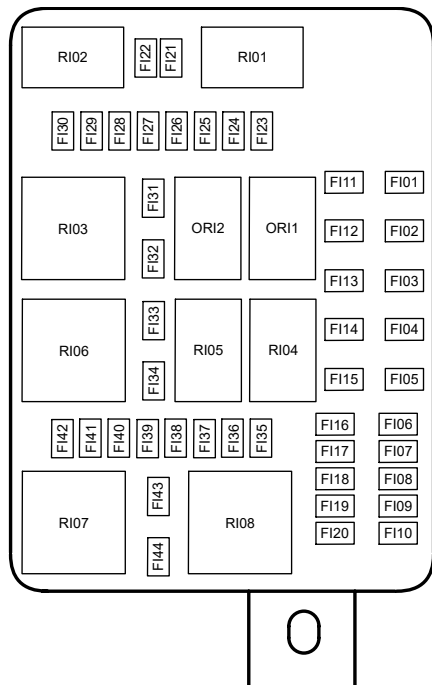 RI02 FI22 FI21 RI01
FI30 FI29 FI28 FI27 FI26 FI25 FI24 FI23
RI03 FI31 FI32 ORI2 ORI1
FI11 FI01
FI12 FI02
FI13 FI03
FI14 FI04
FI15 FI05
RI06 FI33 FI34 RI05 RI04
FI42 FI41 FI40 FI39 FI38 FI37 FI36 FI35
FI16 FI06
FI17 FI07
FI18 FI08
FI19 FI09
FI20 FI10
RI07 FI43 FI44 RI08